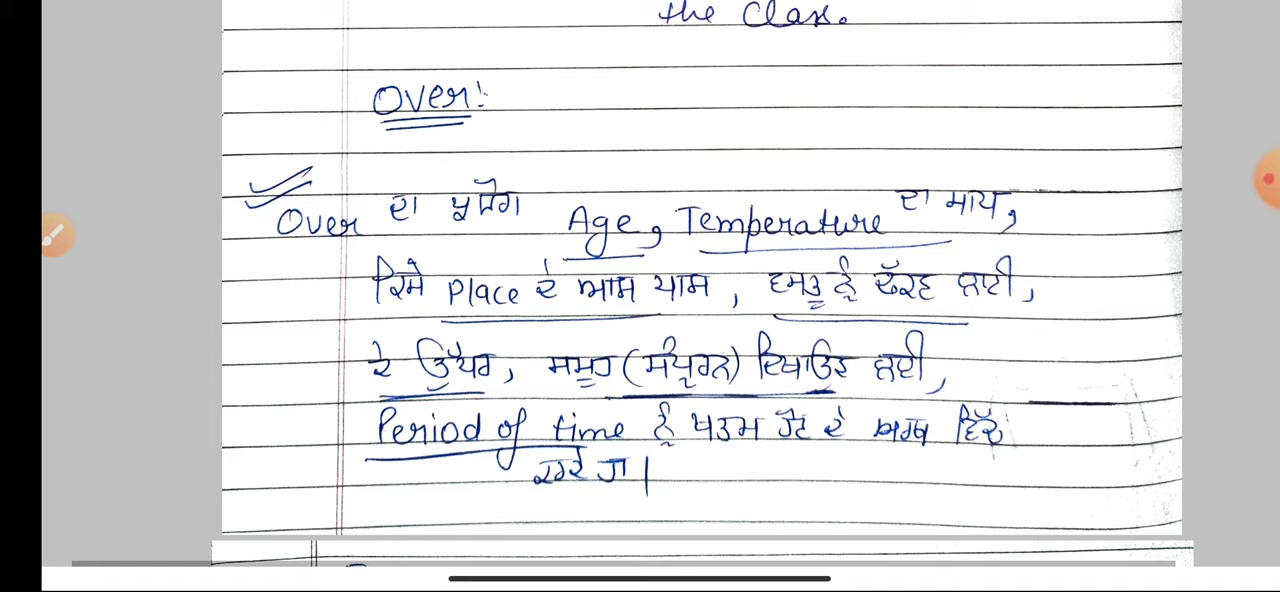 the Class.
Over:
Over ਦਾ ਪ੍ਰਯੋਗ Age, Temperature ਦਾ ਮਾਪ,
ਕਿਸੇ Place ਦੇ ਆਸ ਪਾਸ, ਵਸਤੂ ਨੂੰ ਢੱਕਣ ਲਈ,
ਦੇ ਉੱਪਰ, ਸਮੂਹ (ਸੰਪੂਰਨ) ਦਿਖਾਉਣ ਲਈ,
Period of time ਨੂੰ ਖਤਮ ਹੋਣ ਦੇ ਅਰਥ ਵਿੱਚ
ਕਰਦੇ ਹਾਂ।